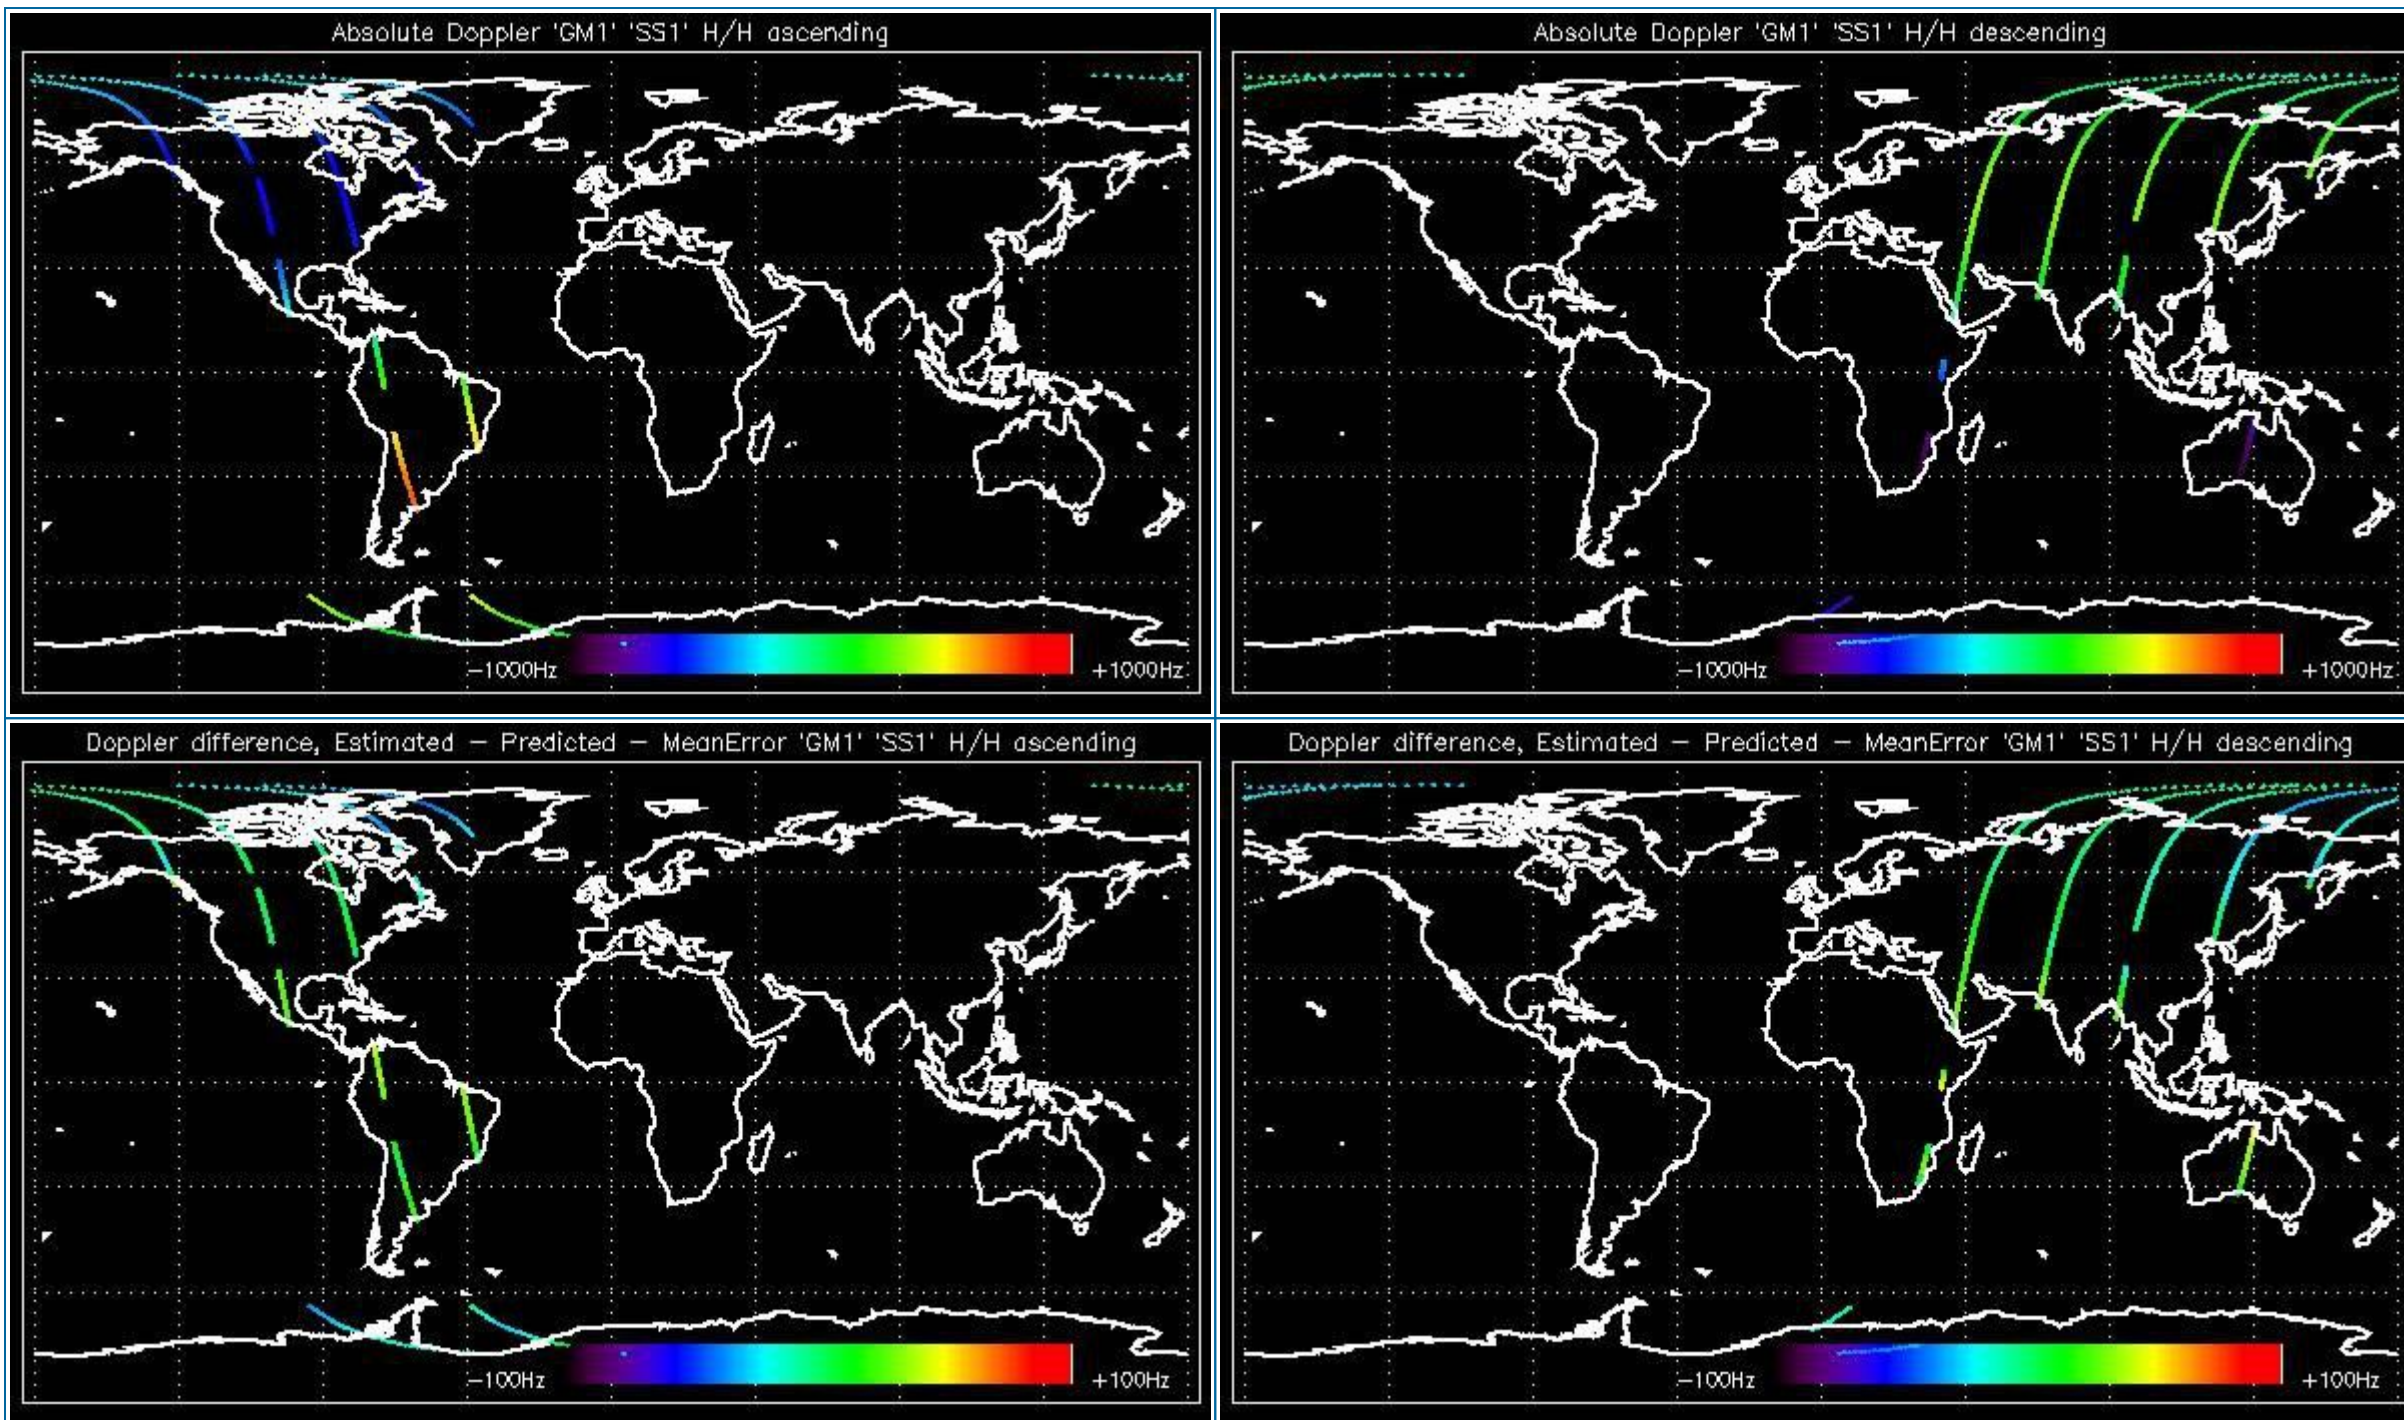 Absolute Doppler 'GM1' 'SS1' H/H ascending
−1000Hz
+1000Hz
Absolute Doppler 'GM1' 'SS1' H/H descending
−1000Hz
+1000Hz
Doppler difference, Estimated − Predicted − MeanError 'GM1' 'SS1' H/H ascending
−100Hz
+100Hz
Doppler difference, Estimated − Predicted − MeanError 'GM1' 'SS1' H/H descending
−100Hz
+100Hz